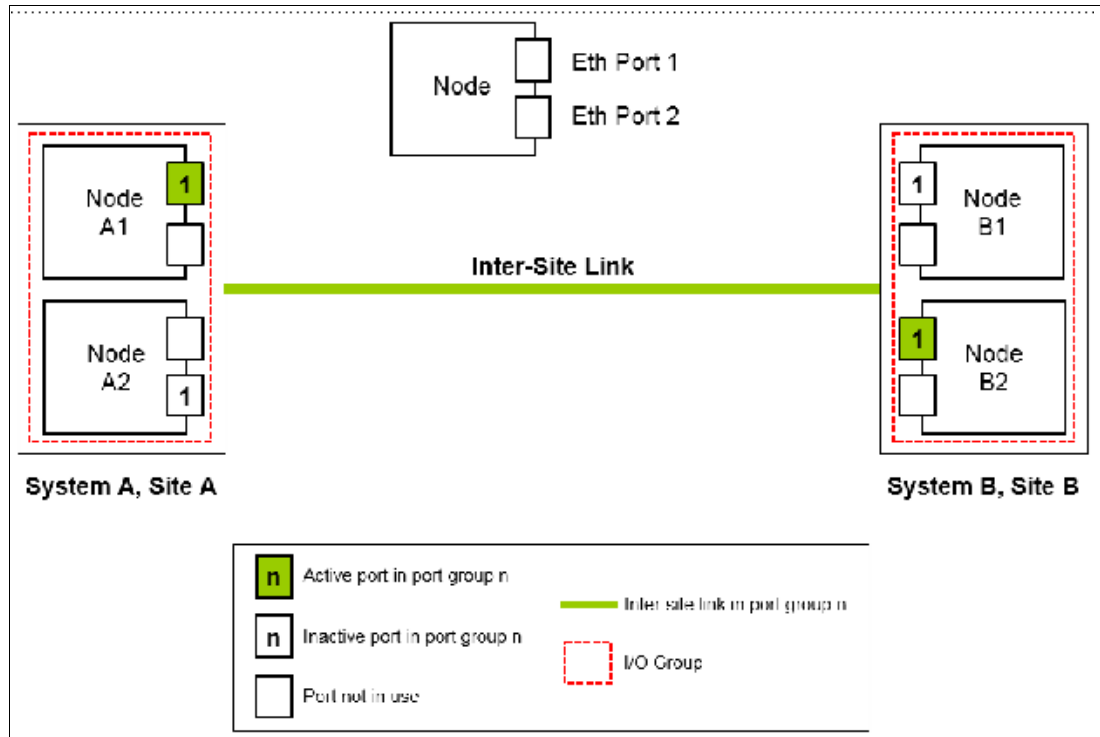 Node
Eth Port 1
Eth Port 2
Node
A1
1
Node
A2
1
Inter-Site Link
1
Node
B1
1
Node
B2
System A, Site A
System B, Site B
n
Active port in port group n
n
Inactive port in port group n
Port not in use
Inter site link in port group n
I/O Group